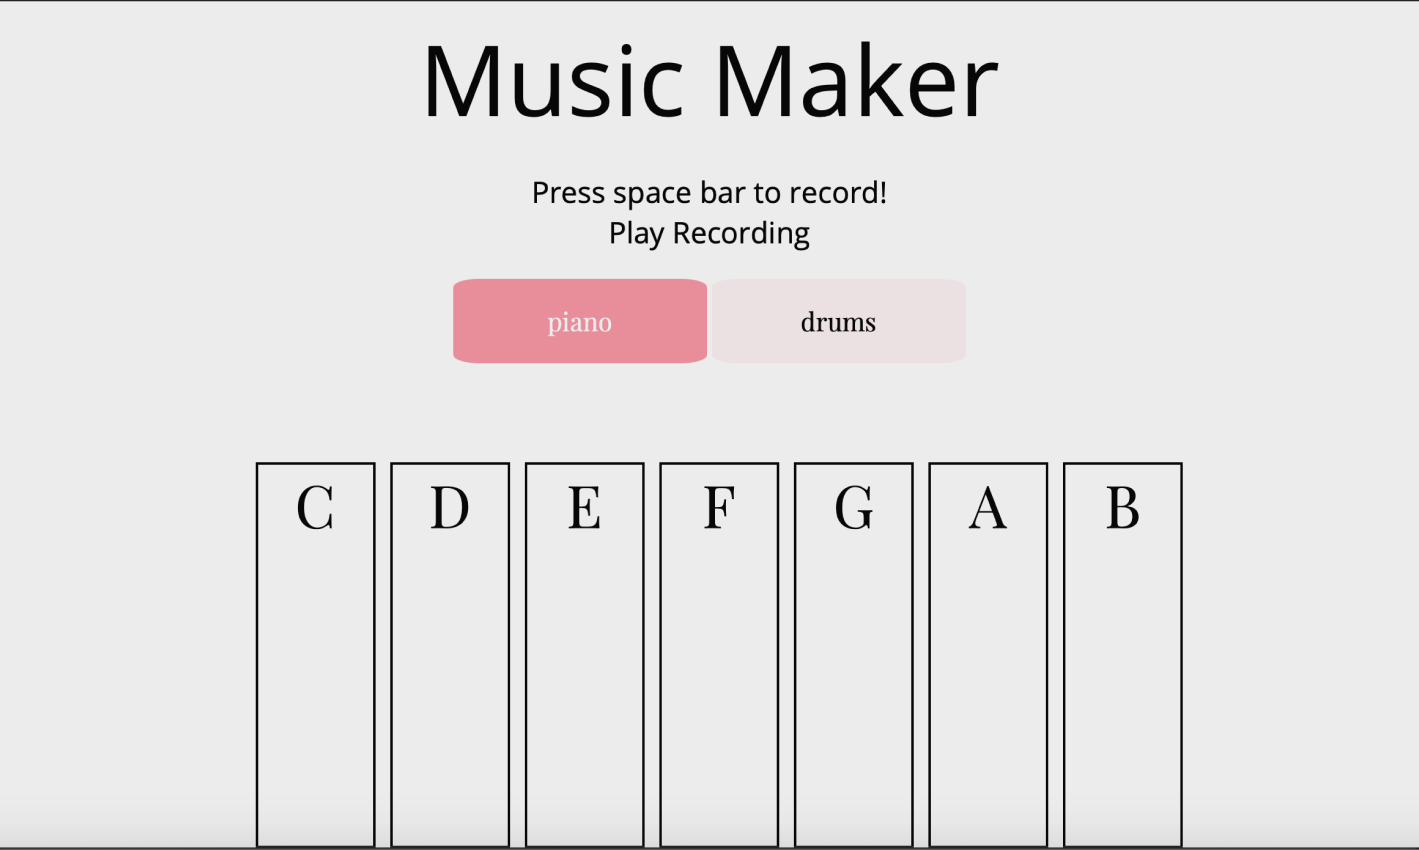 Music Maker
Press space bar to record!
Play Recording
piano drums
C D E F G A B